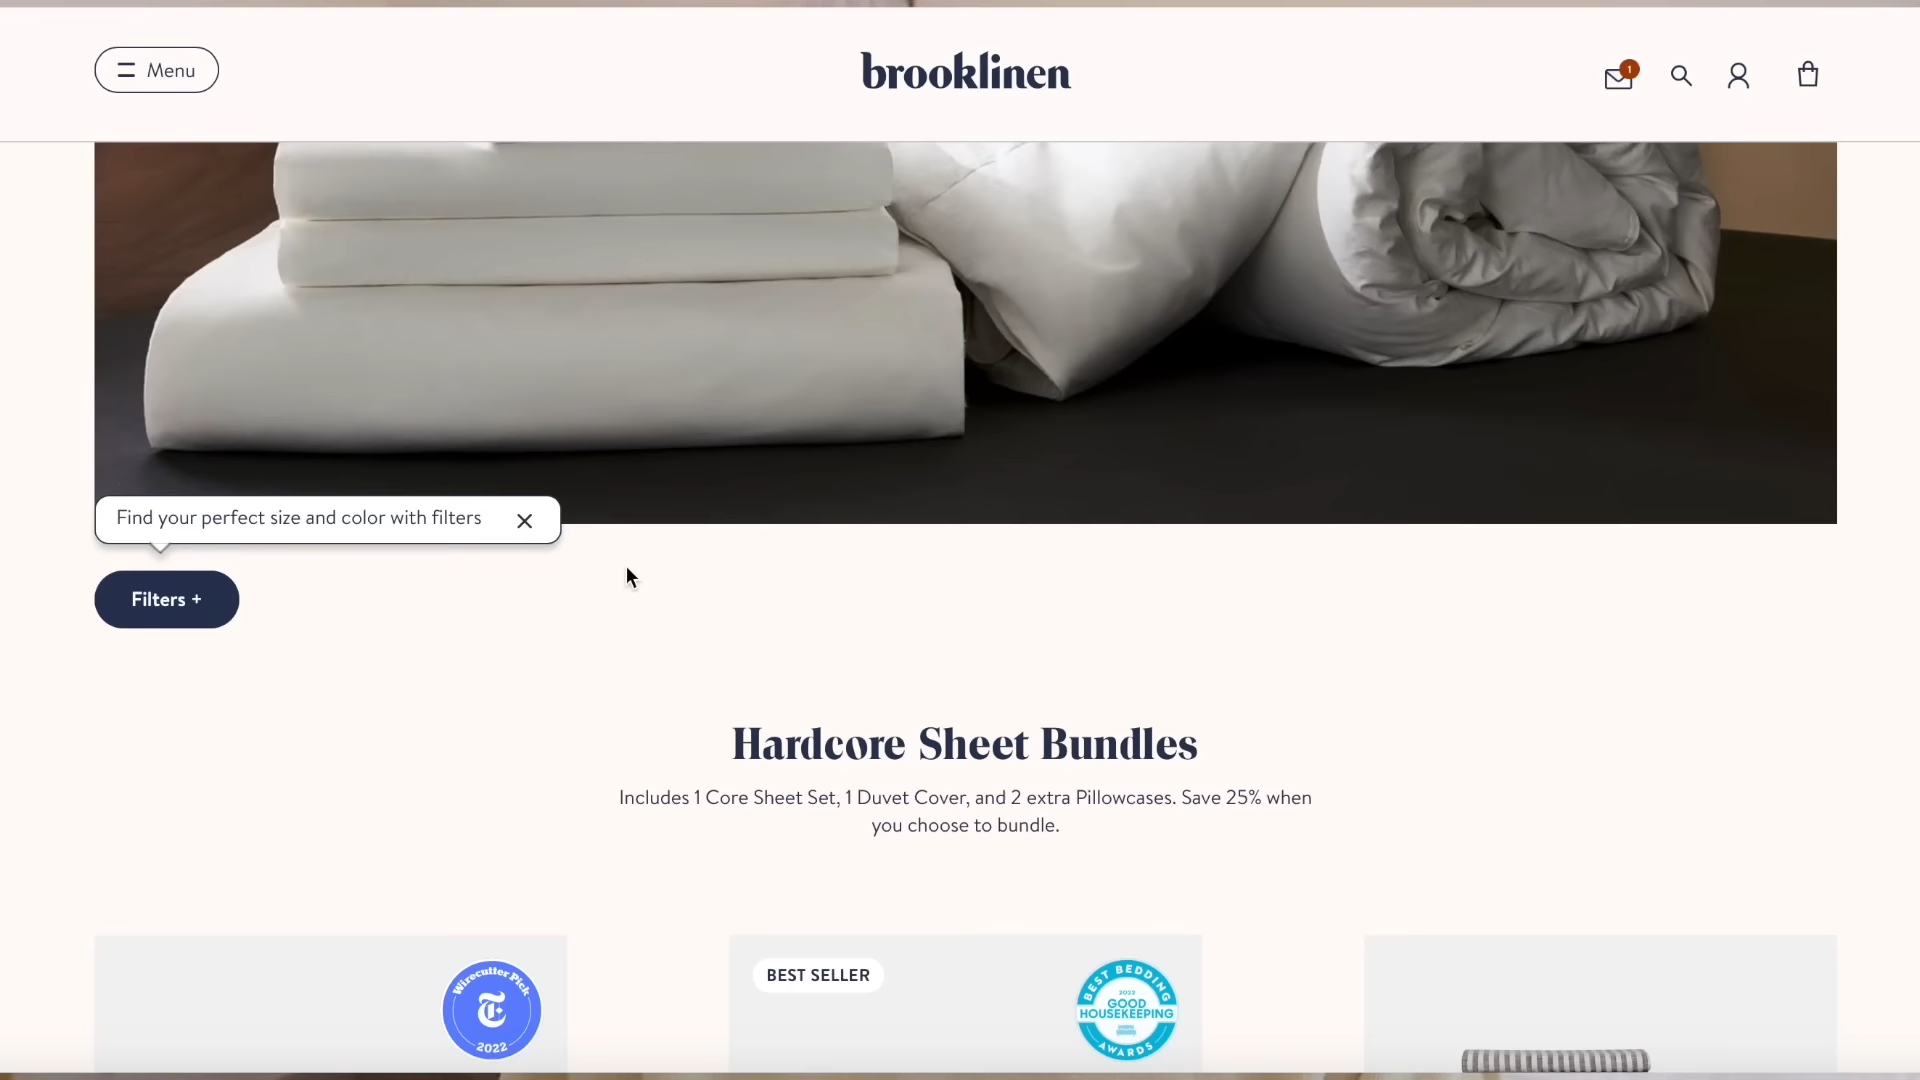 Menu
brooklinen
1
Find your perfect size and color with filters
Filters +
Hardcore Sheet Bundles
Includes 1 Core Sheet Set, 1 Duvet Cover, and 2 extra Pillowcases. Save 25% when
you choose to bundle.
Wirecutter Pick
T
2022
BEST SELLER
BEST BEDDING
2022
GOOD
HOUSEKEEPING
AWARDS